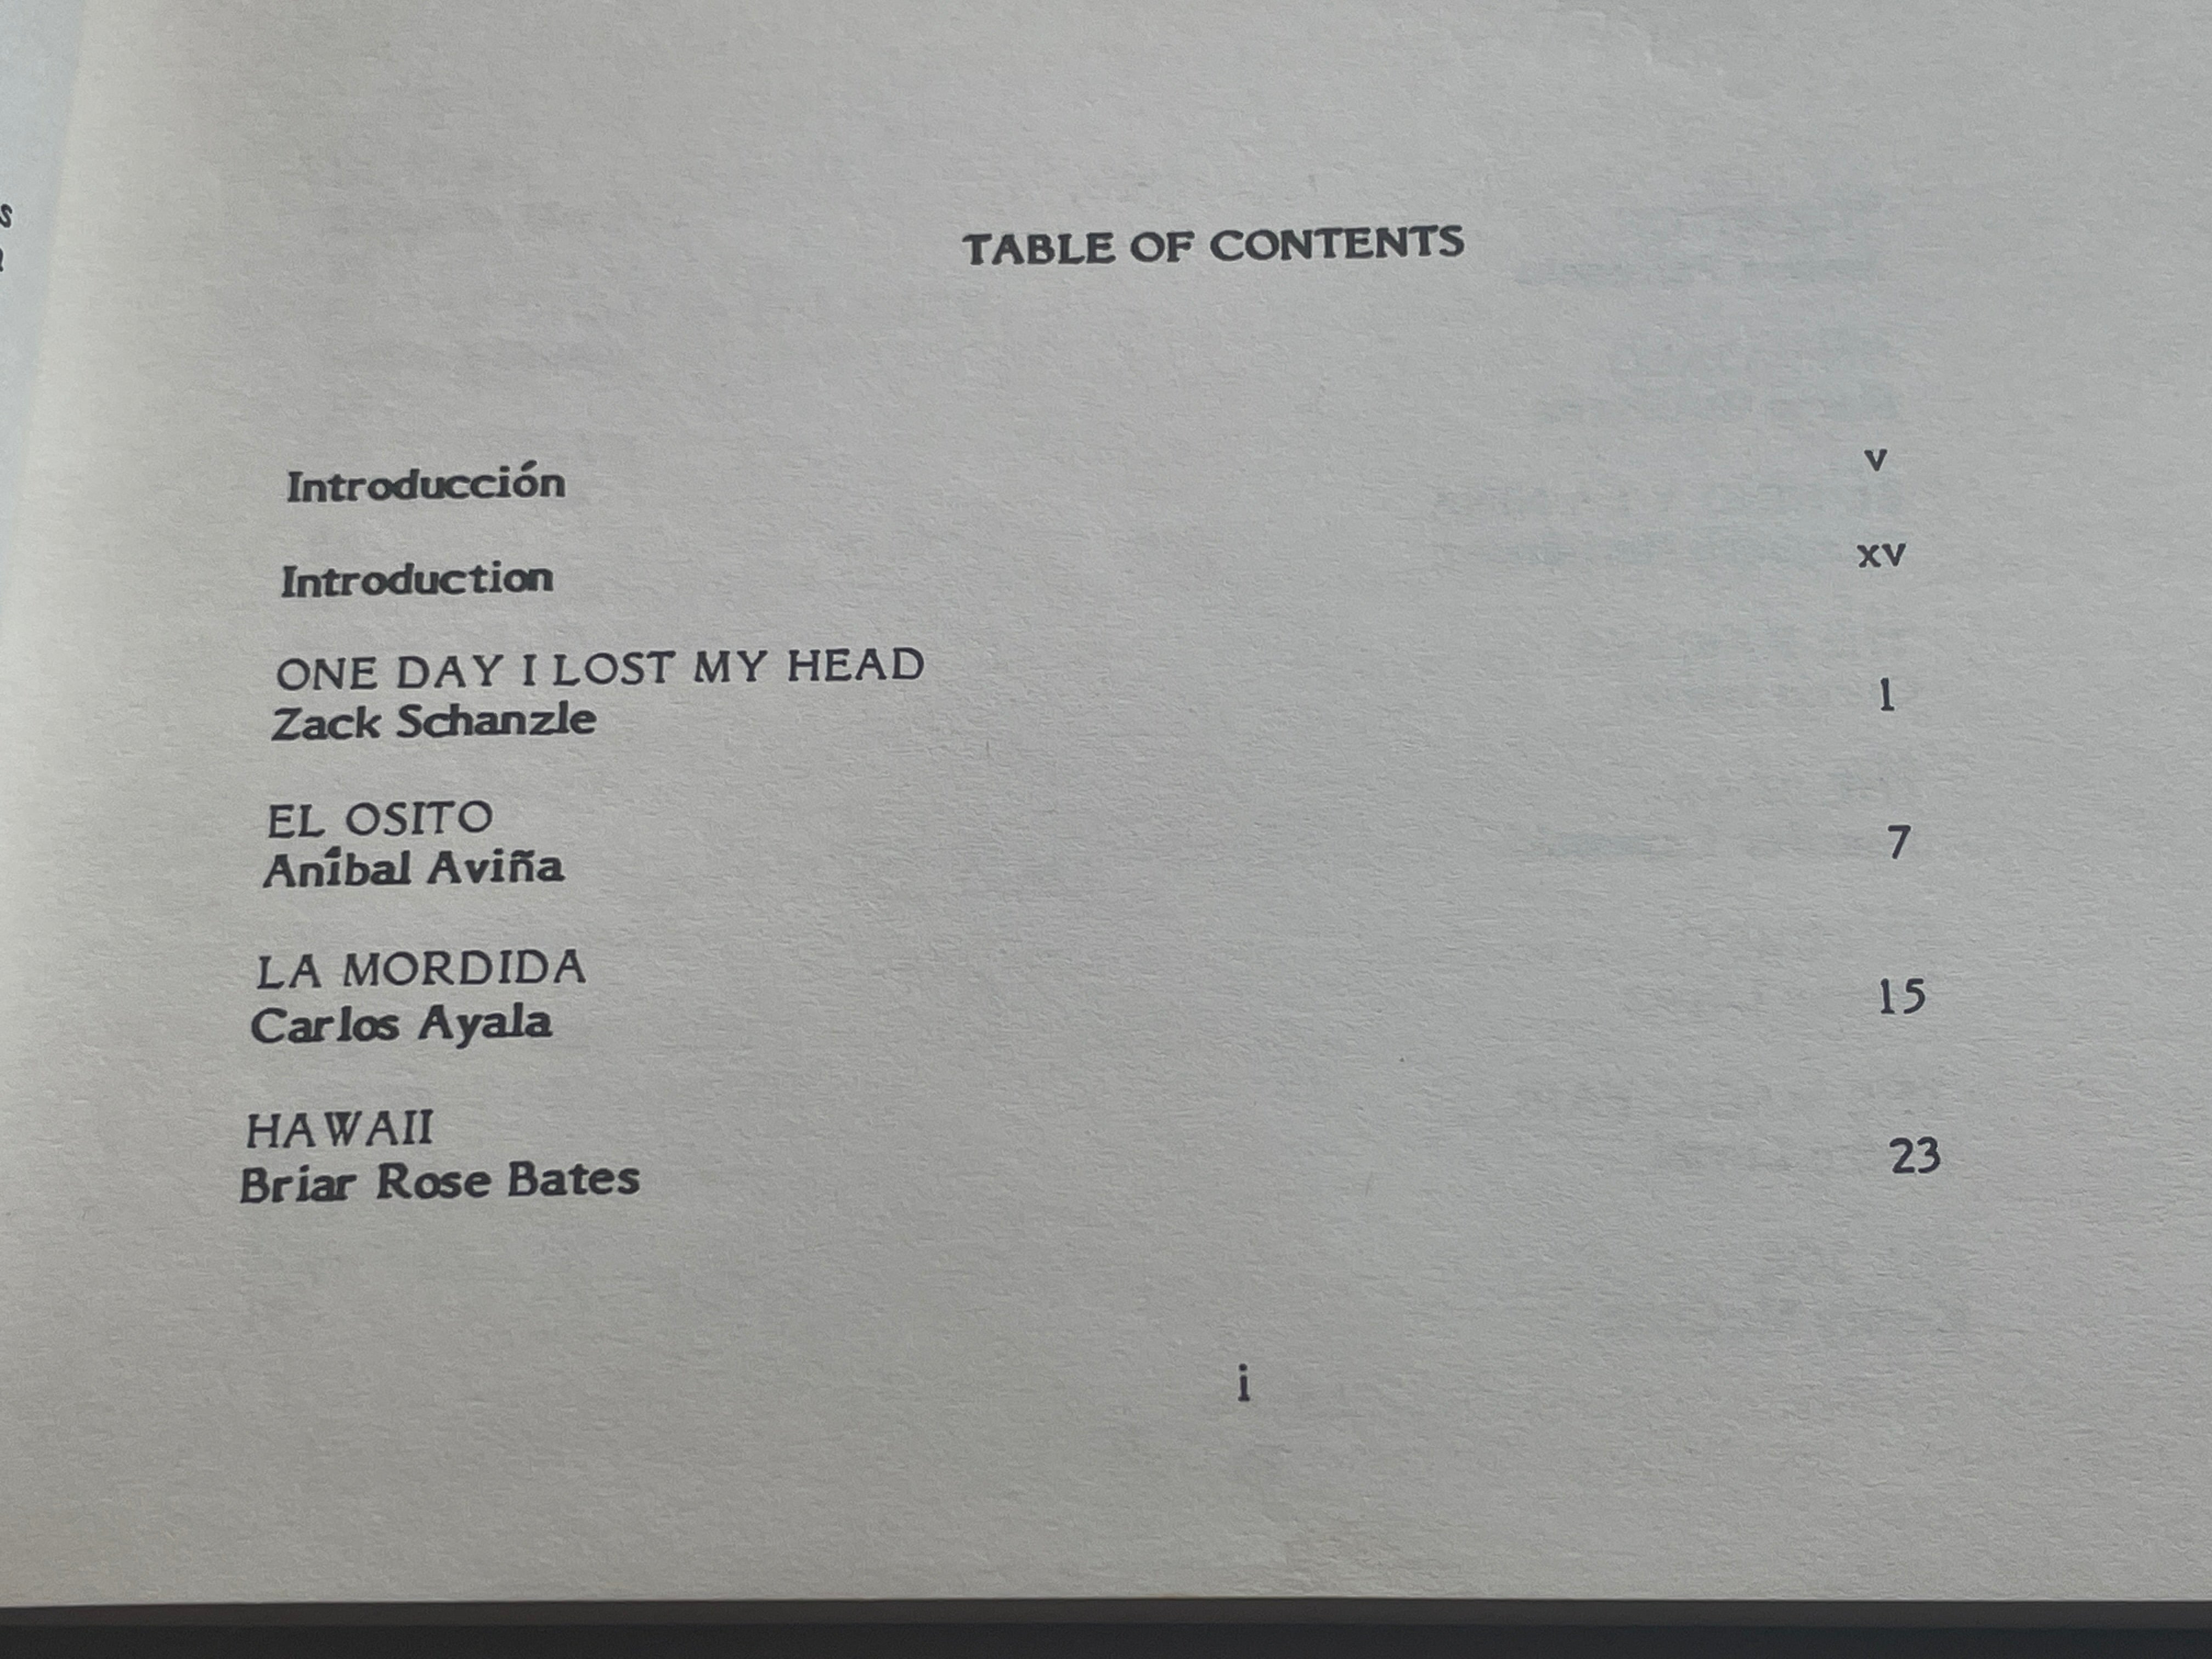 TABLE OF CONTENTS
Introducción v
Introduction xv
ONE DAY I LOST MY HEAD
Zack Schanzle 1
EL OSITO
Aníbal Aviña 7
LA MORDIDA
Carlos Ayala 15
HAWAII
Briar Rose Bates 23
i